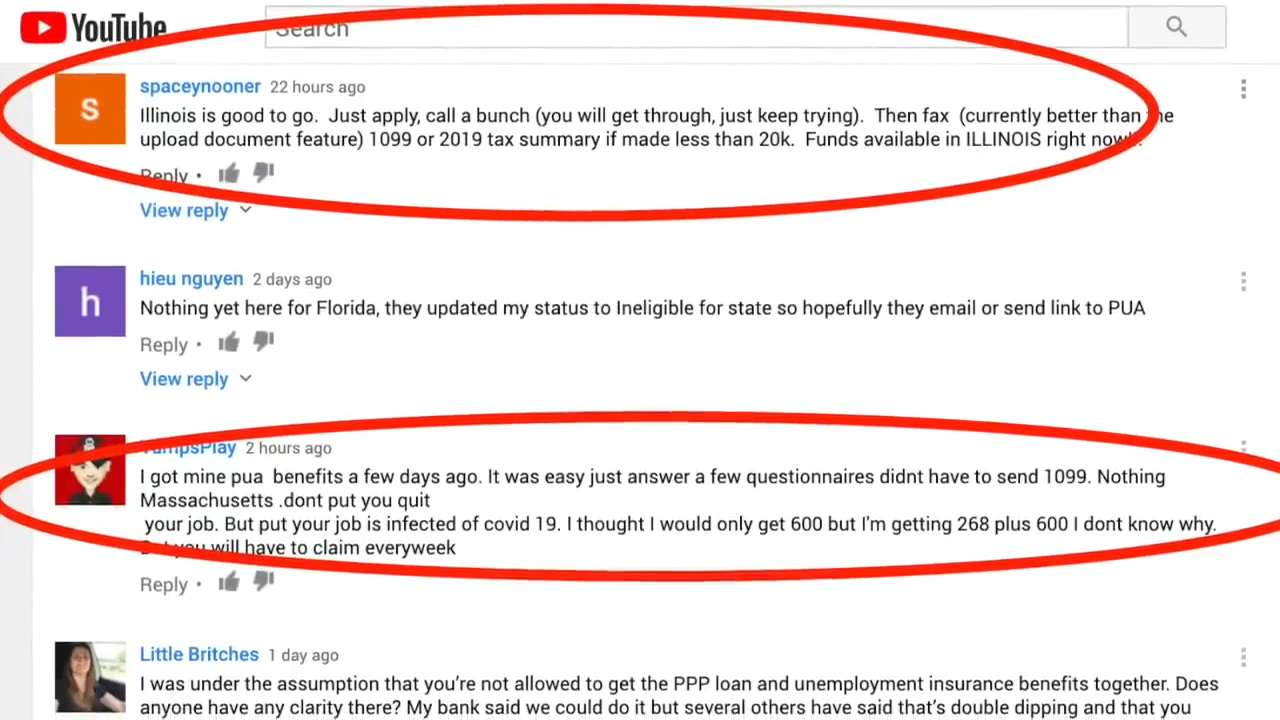 YouTube
Search
s
spaceynooner 22 hours ago
Illinois is good to go. Just apply, call a bunch (you will get through, just keep trying). Then fax (currently better than the
upload document feature) 1099 or 2019 tax summary if made less than 20k. Funds available in ILLINOIS right now!!
Reply •
View reply
h
hieu nguyen 2 days ago
Nothing yet here for Florida, they updated my status to Ineligible for state so hopefully they email or send link to PUA
Reply •
View reply
YumpsPlay 2 hours ago
I got mine pua benefits a few days ago. It was easy just answer a few questionnaires didnt have to send 1099. Nothing
Massachusetts .dont put you quit
your job. But put your job is infected of covid 19. I thought I would only get 600 but I'm getting 268 plus 600 I dont know why.
But you will have to claim everyweek
Reply •
Little Britches 1 day ago
I was under the assumption that you're not allowed to get the PPP loan and unemployment insurance benefits together. Does
anyone have any clarity there? My bank said we could do it but several others have said that's double dipping and that you